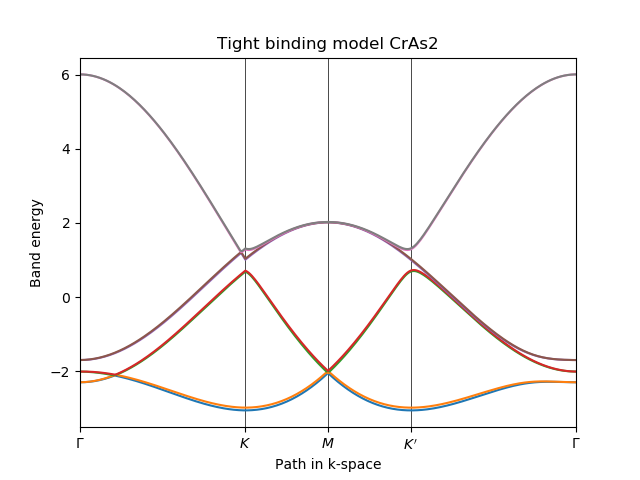 Tight binding model CrAs2
Band energy
6
4
2
0
−2
Γ K M K′ Γ
Path in k-space